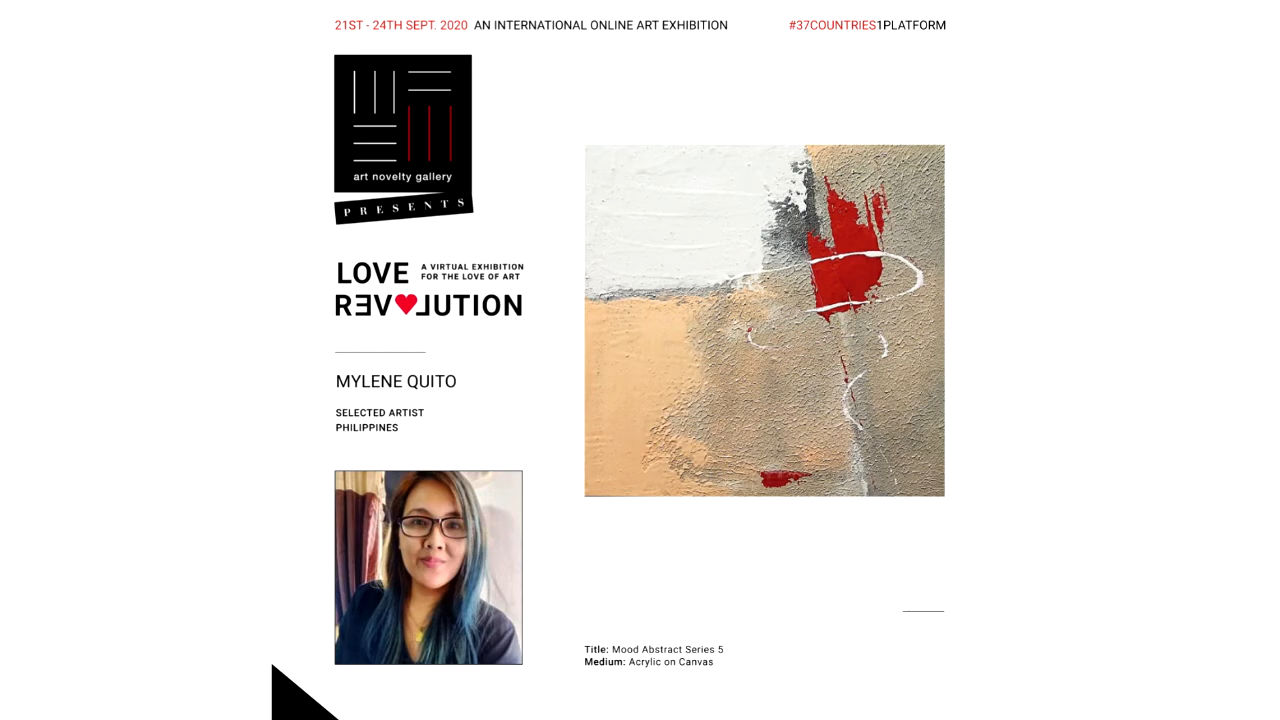 21ST - 24TH SEPT. 2020 AN INTERNATIONAL ONLINE ART EXHIBITION
#37COUNTRIES1PLATFORM
art novelty gallery
PRESENTS
LOVE
A VIRTUAL EXHIBITION
FOR THE LOVE OF ART
REV❤LUTION
MYLENE QUITO
SELECTED ARTIST
PHILIPPINES
Title: Mood Abstract Series 5
Medium: Acrylic on Canvas